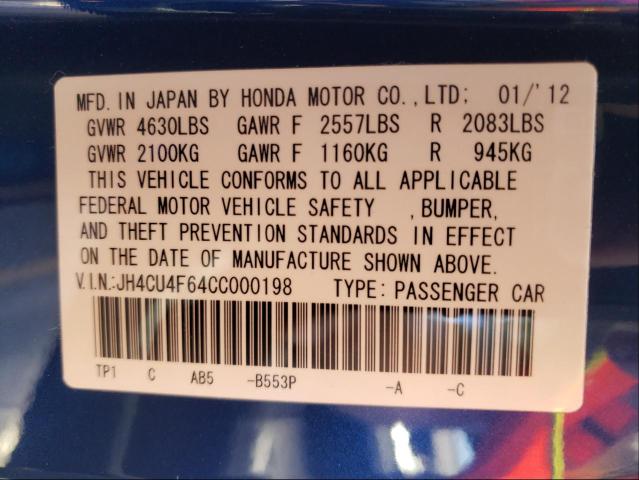 MFD. IN JAPAN BY HONDA MOTOR CO., LTD; 01/'12
GVWR 4630LBS GAWR F 2557LBS R 2083LBS
GVWR 2100KG GAWR F 1160KG R 945KG
THIS VEHICLE CONFORMS TO ALL APPLICABLE
FEDERAL MOTOR VEHICLE SAFETY , BUMPER,
AND THEFT PREVENTION STANDARDS IN EFFECT
ON THE DATE OF MANUFACTURE SHOWN ABOVE.
V.I.N.:JH4CU4F64CC000198 TYPE: PASSENGER CAR
TP1 C AB5 -B553P -A -C